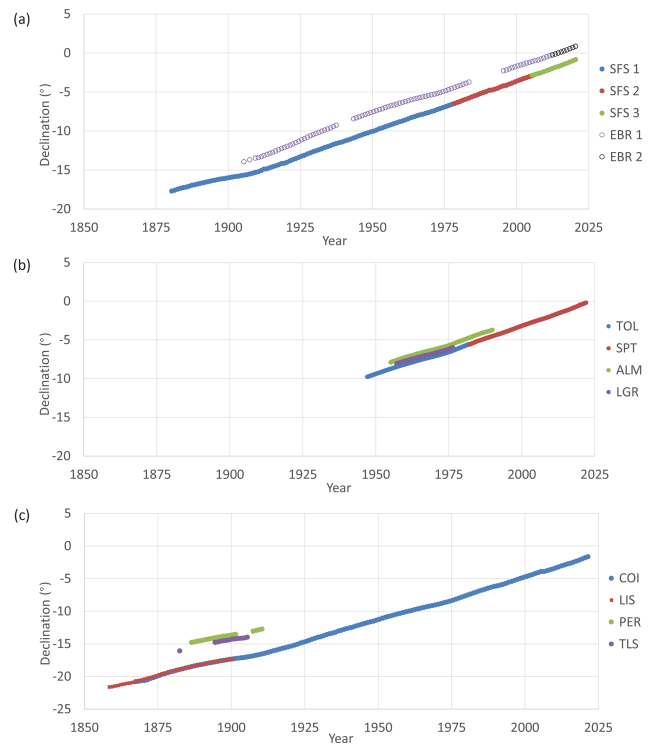 (a)
Declination (°)
5
0
-5
-10
-15
-20
1850 1875 1900 1925 1950 1975 2000 2025
Year
SFS 1
SFS 2
SFS 3
EBR 1
EBR 2
(b)
Declination (°)
5
0
-5
-10
-15
-20
1850 1875 1900 1925 1950 1975 2000 2025
Year
TOL
SPT
ALM
LGR
(c)
Declination (°)
5
0
-5
-10
-15
-20
-25
1850 1875 1900 1925 1950 1975 2000 2025
Year
COI
LIS
PER
TLS